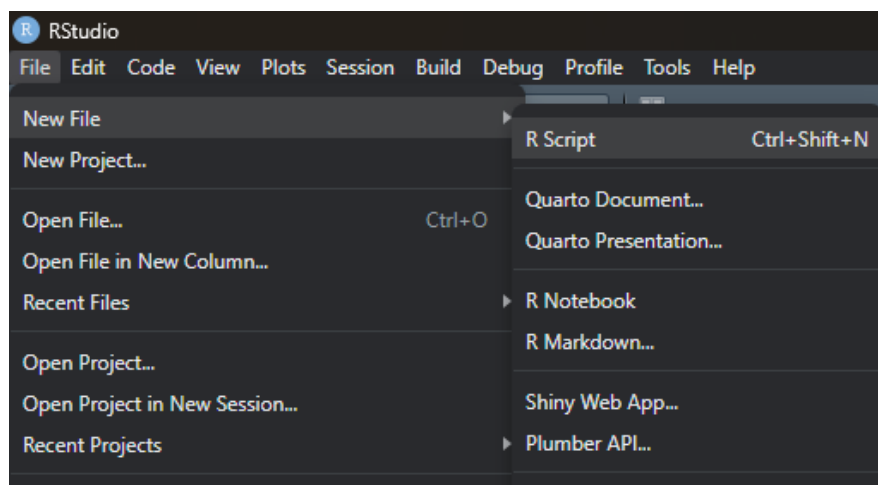 R RStudio
File Edit Code View Plots Session Build Debug Profile Tools Help
New File
New Project...
Open File... Ctrl+O
Open File in New Column...
Recent Files
Open Project...
Open Project in New Session...
Recent Projects
R Script Ctrl+Shift+N
Quarto Document...
Quarto Presentation...
R Notebook
R Markdown...
Shiny Web App...
Plumber API...